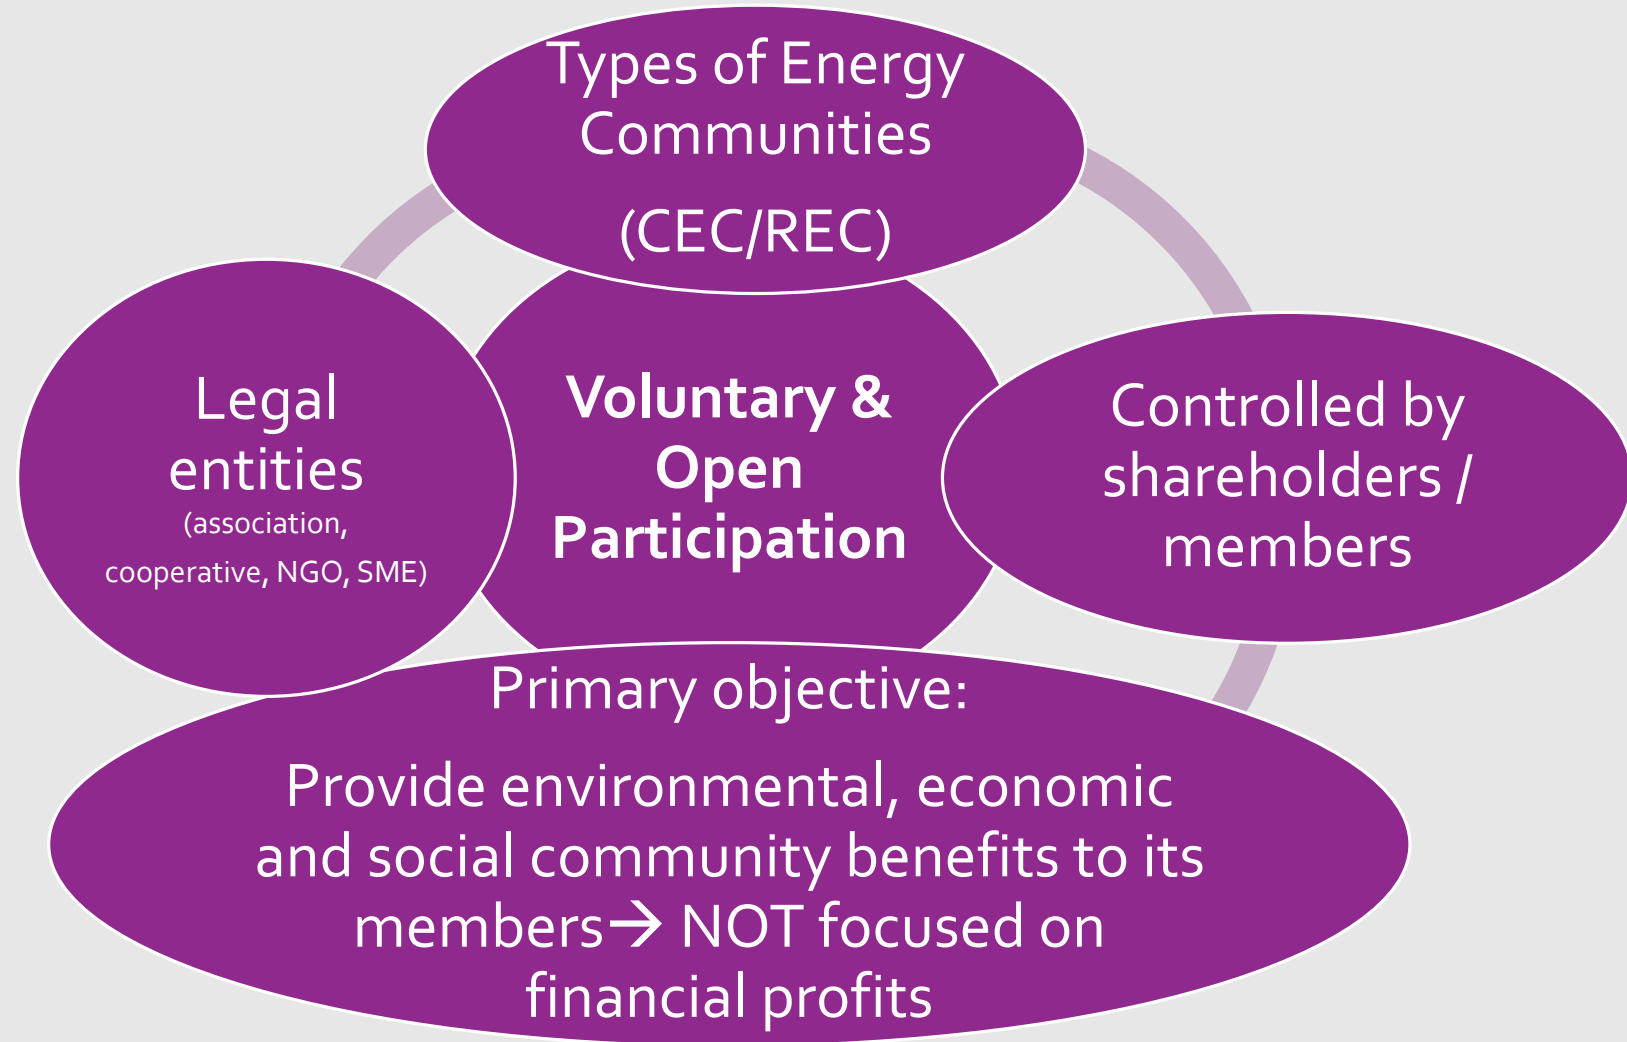 Types of Energy
Communities
(CEC/REC)
Legal
entities
(association,
cooperative, NGO, SME)
Voluntary &
Open
Participation
Controlled by
shareholders /
members
Primary objective:
Provide environmental, economic
and social community benefits to its
members→ NOT focused on
financial profits